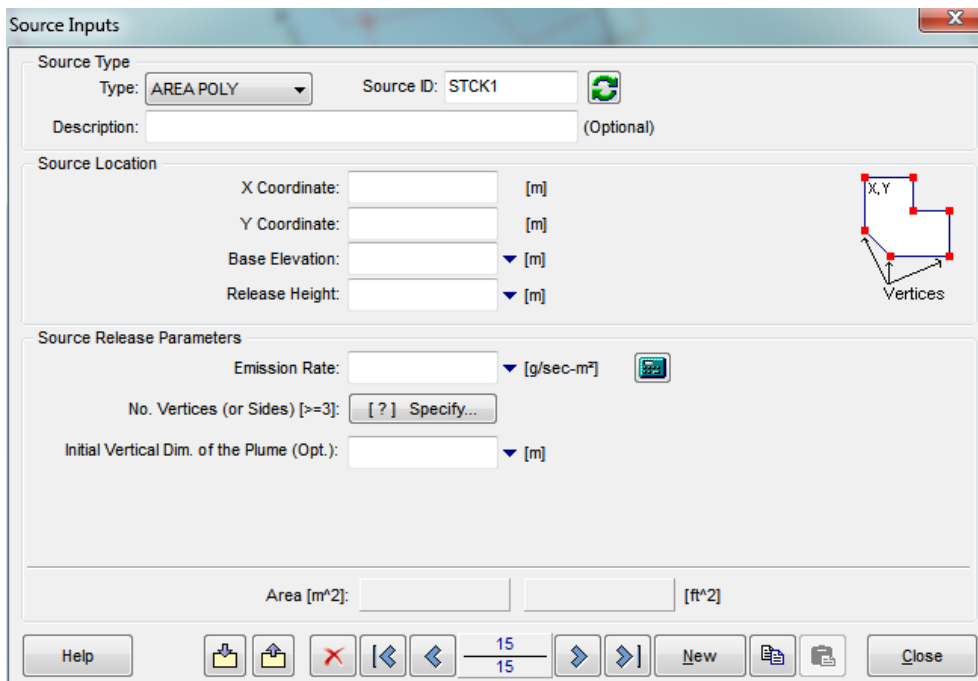 Source Inputs
Source Type
Type: AREA POLY Source ID: STCK1
Description: (Optional)
Source Location
X Coordinate: [m]
Y Coordinate: [m]
Base Elevation: [m]
Release Height: [m]
X,Y
Vertices
Source Release Parameters
Emission Rate: [g/sec-m²]
No. Vertices (or Sides) [>=3]: [ ? ] Specify...
Initial Vertical Dim. of the Plume (Opt.): [m]
Area [m^2]: [ft^2]
Help 15 New Close
15